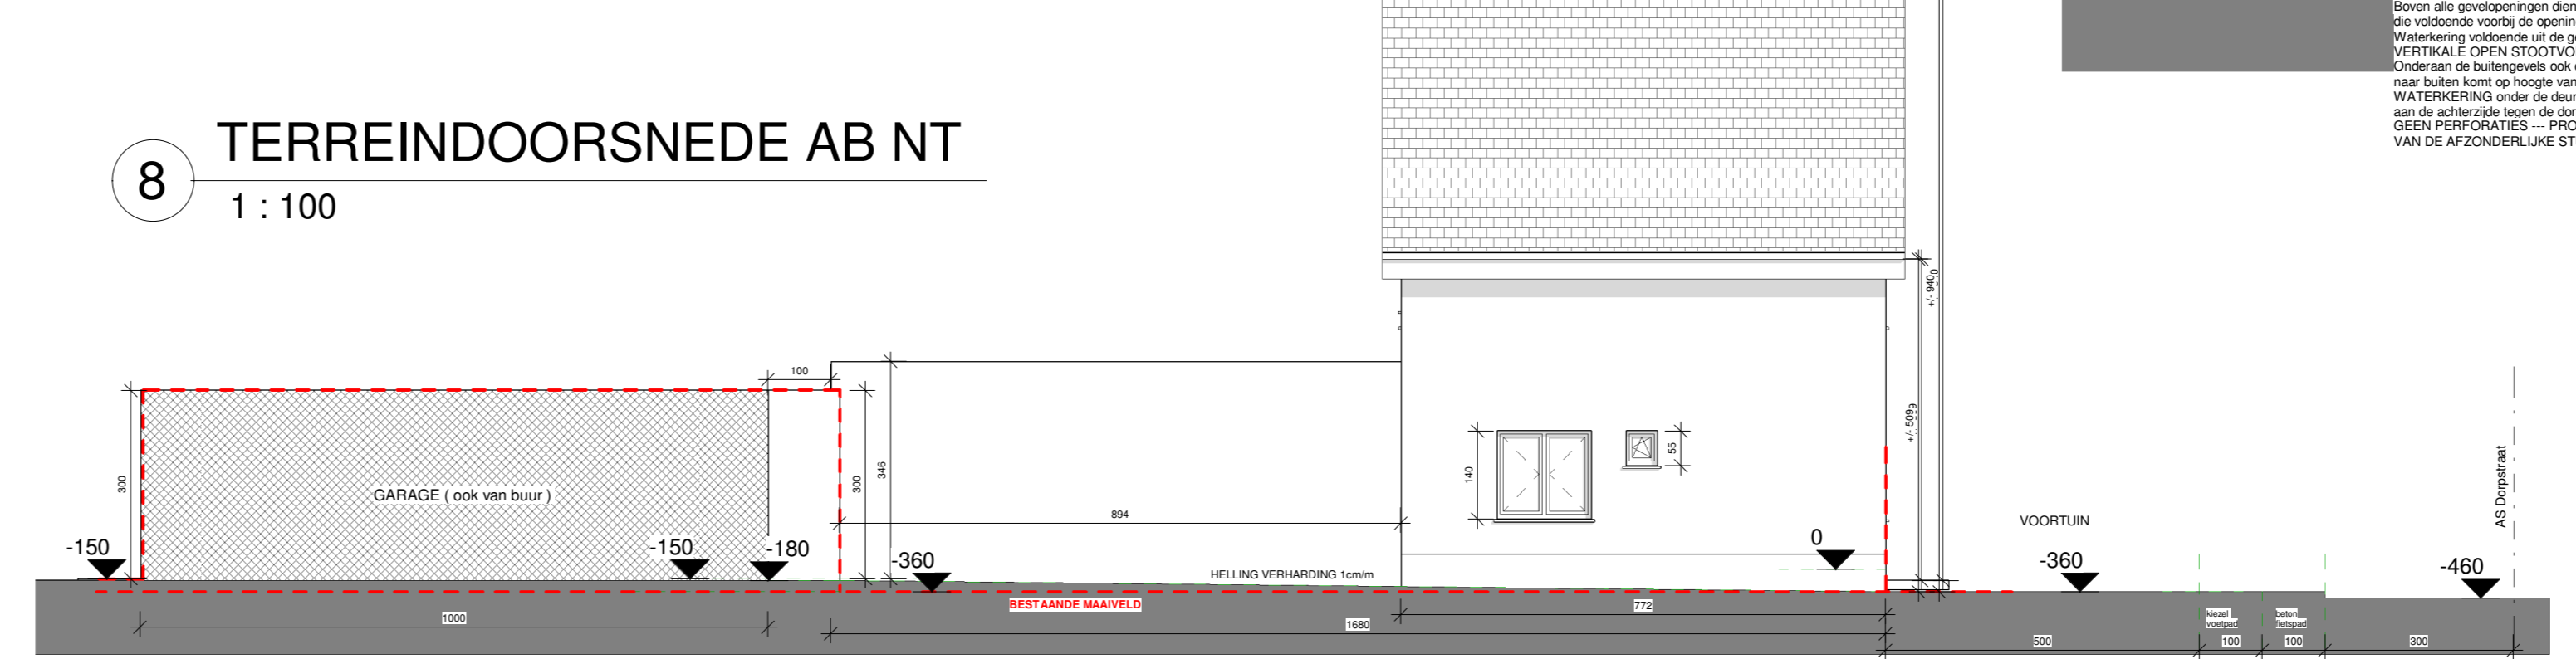 8
TERREINDOORSNEDE AB NT
1 : 100
Boven alle gevelopeningen dien
die voldoende voorbij de openin
Waterkering voldoende uit de ge
VERTIKALE OPEN STOOTVO
Onderaan de buitengevels ook
naar buiten komt op hoogte van
WATERKERING onder de deur
aan de achterzijde tegen de dor
GEEN PERFORATIES --- PRO
VAN DE AFZONDERLIJKE ST
+/- 940
+/- 509
100
300
GARAGE ( ook van buur )
300
346
140
55
894
-150
-150
-180
-360
0
HELLING VERHARDING 1cm/m
BESTAANDE MAAIVELD
VOORTUIN
-360
AS Dorpstraat
-460
1000
772
1680
kiezel
voetpad
beton
fietspad
500
100
100
300